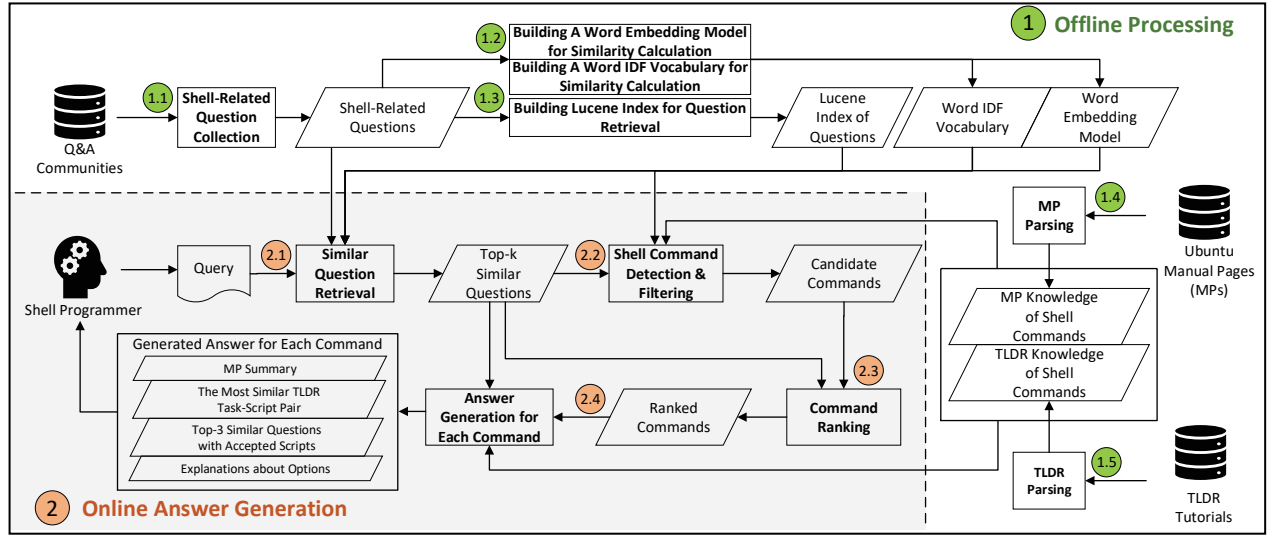 1 Offline Processing
1.2
Building A Word Embedding Model
for Similarity Calculation
Building A Word IDF Vocabulary for
Similarity Calculation
1.1
Shell-Related
Question
Collection
Shell-Related
Questions
1.3
Building Lucene Index for Question
Retrieval
Lucene
Index of
Questions
Word IDF
Vocabulary
Word
Embedding
Model
Q&A
Communities
MP
Parsing
1.4
Ubuntu
Manual Pages
(MPs)
Shell Programmer
Query
2.1
Similar
Question
Retrieval
Top-k
Similar
Questions
2.2
Shell Command
Detection &
Filtering
Candidate
Commands
MP Knowledge
of Shell
Commands
TLDR Knowledge
of Shell
Commands
Generated Answer for Each Command
MP Summary
The Most Similar TLDR
Task-Script Pair
Top-3 Similar Questions
with Accepted Scripts
Explanations about Options
Answer
Generation for
Each Command
2.4
Ranked
Commands
2.3
Command
Ranking
TLDR
Parsing
1.5
TLDR
Tutorials
2 Online Answer Generation